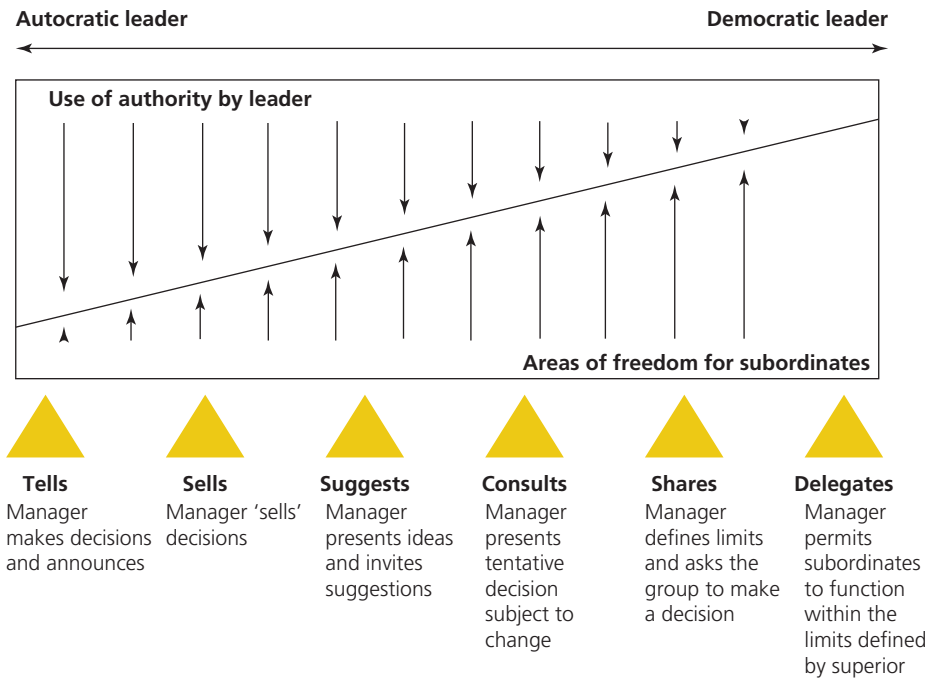 Autocratic leader
Democratic leader
Use of authority by leader
Areas of freedom for subordinates
Tells
Manager
makes decisions
and announces
Sells
Manager ‘sells’
decisions
Suggests
Manager
presents ideas
and invites
suggestions
Consults
Manager
presents
tentative
decision
subject to
change
Shares
Manager
defines limits
and asks the
group to make
a decision
Delegates
Manager
permits
subordinates
to function
within the
limits defined
by superior